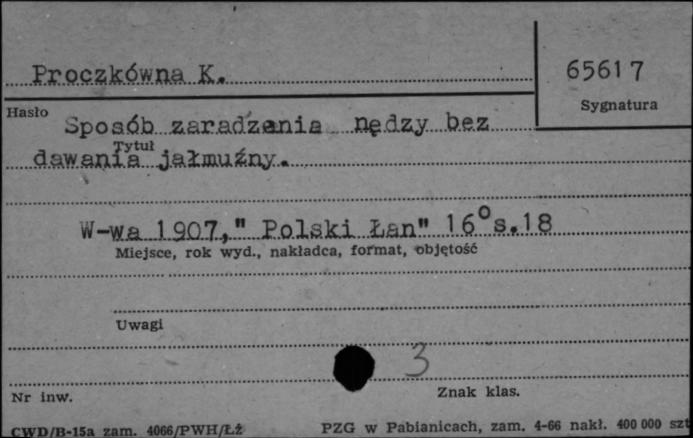 Proczkówna K.
65617
Hasło
Sygnatura
Sposób zaradzenia nędzy bez
Tytuł
dawania jałmużny.
W-wa 1907," Polski Łan" 16° s.18
Miejsce, rok wyd., nakładca, format, objętość
Uwagi
3
Nr inw.
Znak klas.
CWD/B-15a zam. 4066/PWH/ŁŻ
PZG w Pabianicach, zam. 4-66 nakł. 400 000 szt